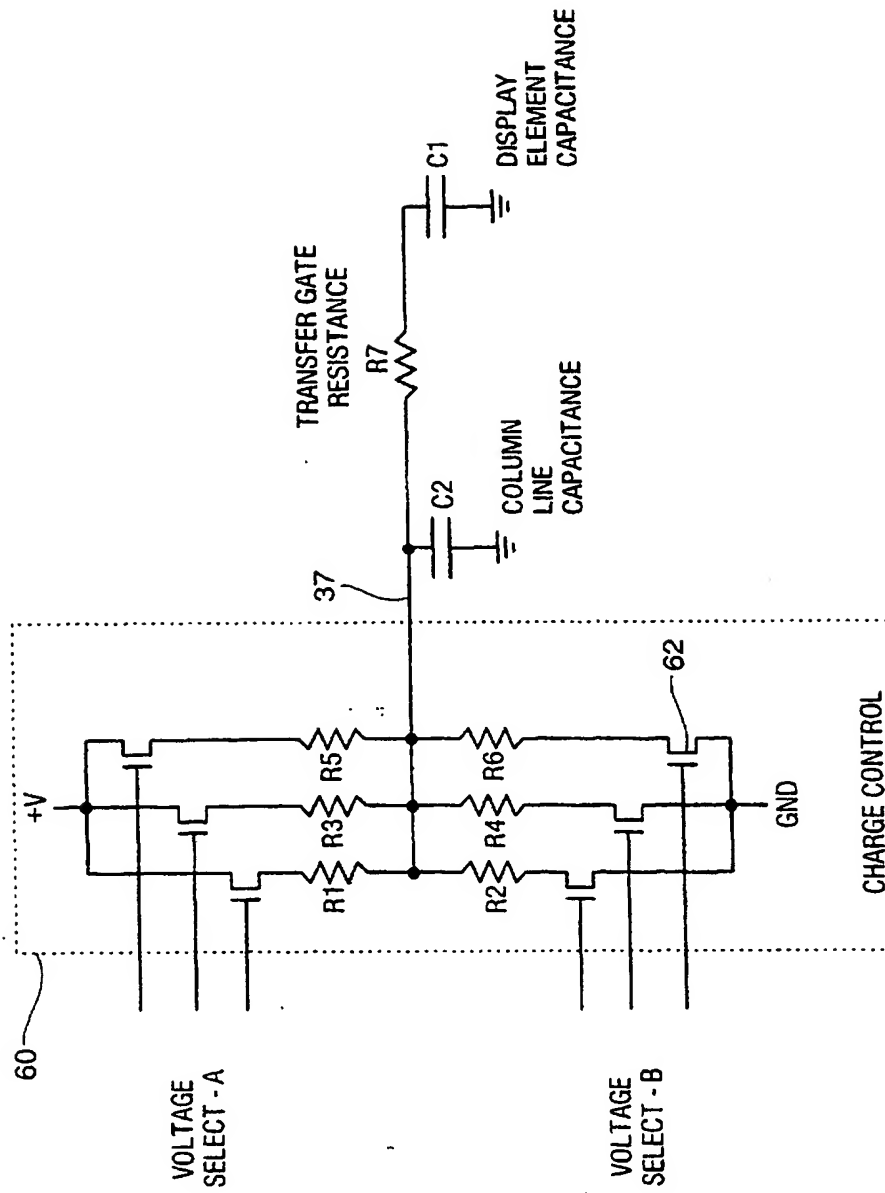 60
+V
VOLTAGE
SELECT - A
R1
R3
R5
37
TRANSFER GATE
RESISTANCE
R7
C1
DISPLAY
ELEMENT
CAPACITANCE
C2
COLUMN
LINE
CAPACITANCE
R2
R4
R6
62
VOLTAGE
SELECT - B
GND
CHARGE CONTROL